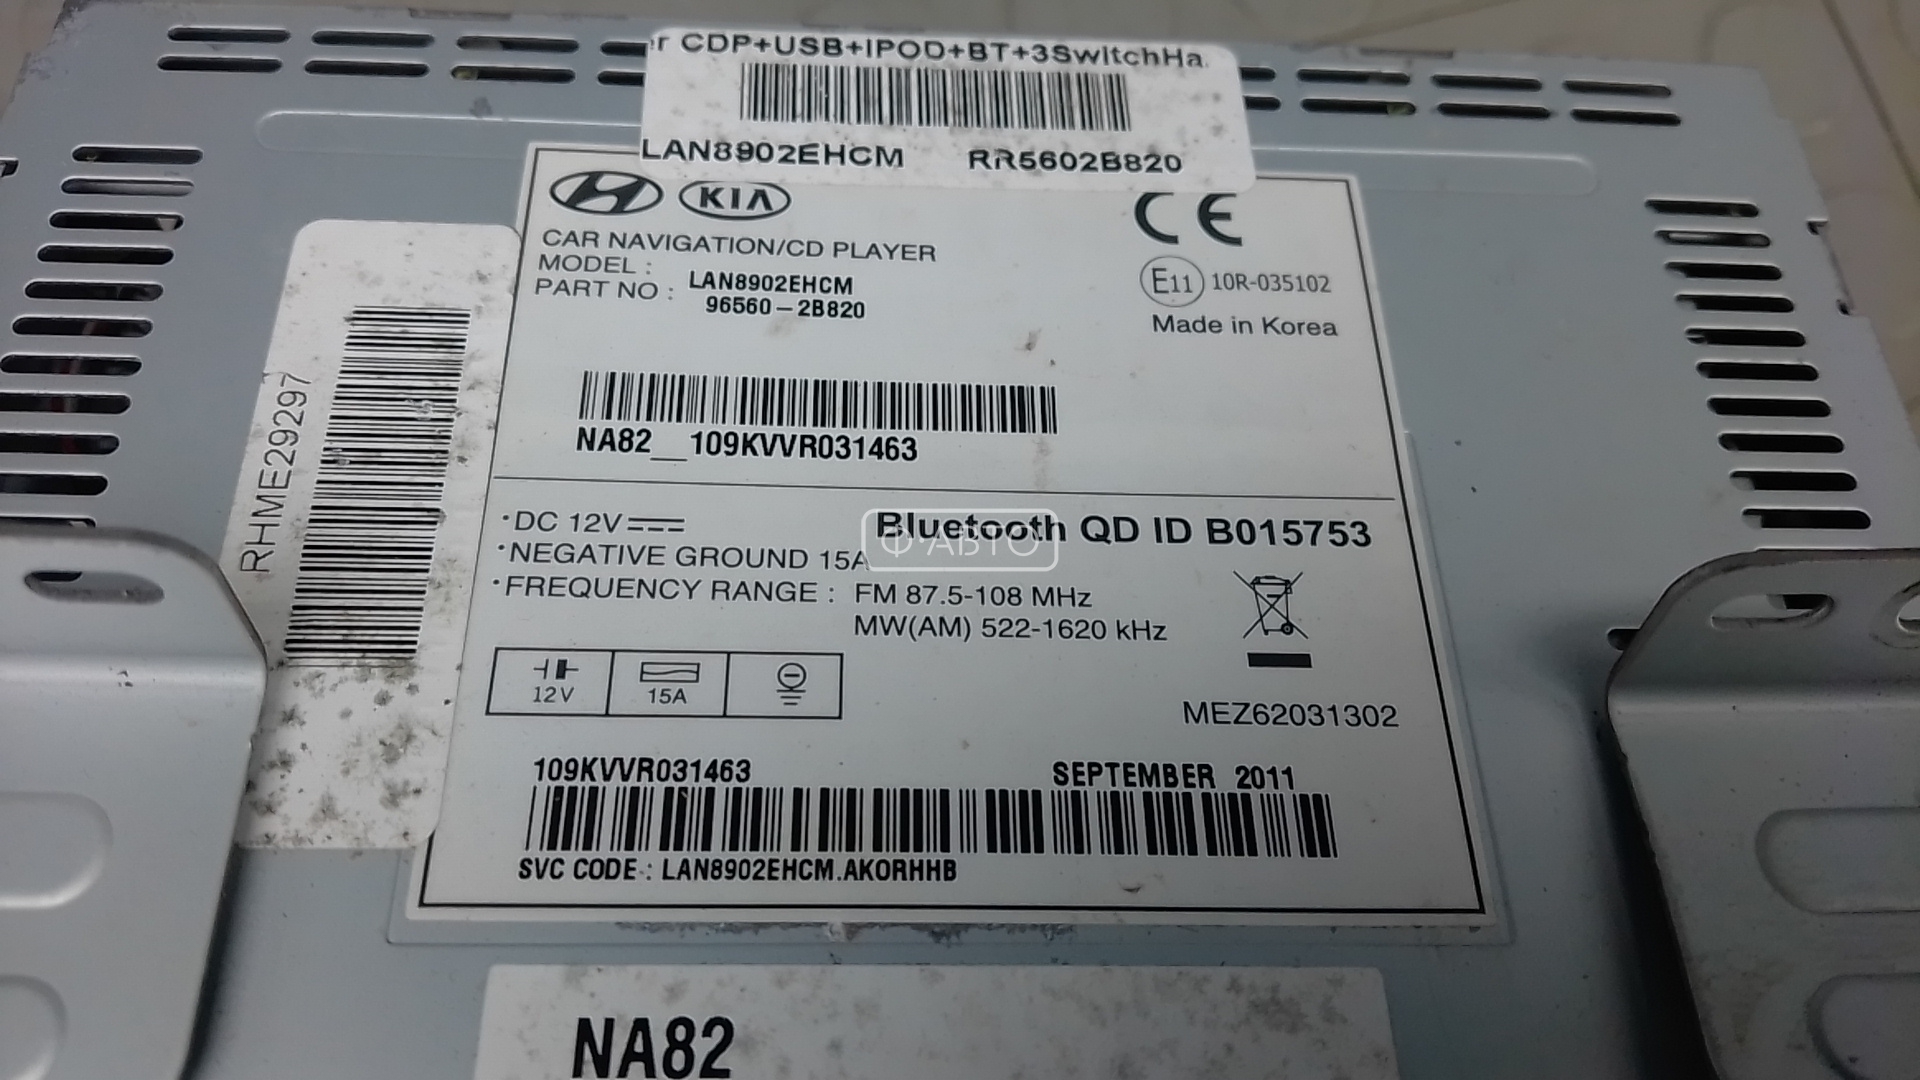 CDP+USB+IPOD+BT+3SwitchHa
LAN8902EHCM RR5602B820
KIA
CAR NAVIGATION/CD PLAYER
MODEL : LAN8902EHCM
PART NO : 96560-2B820
CE
E11 10R-035102
Made in Korea
NA82__109KVVR031463
RHME29297
·DC 12V
Bluetooth QD ID B015753
·NEGATIVE GROUND 15A
·FREQUENCY RANGE : FM 87.5-108 MHz
MW(AM) 522-1620 kHz
12V 15A
MEZ62031302
109KVVR031463 SEPTEMBER 2011
SVC CODE : LAN8902EHCM.AKORHHB
NA82
Ф АВТО